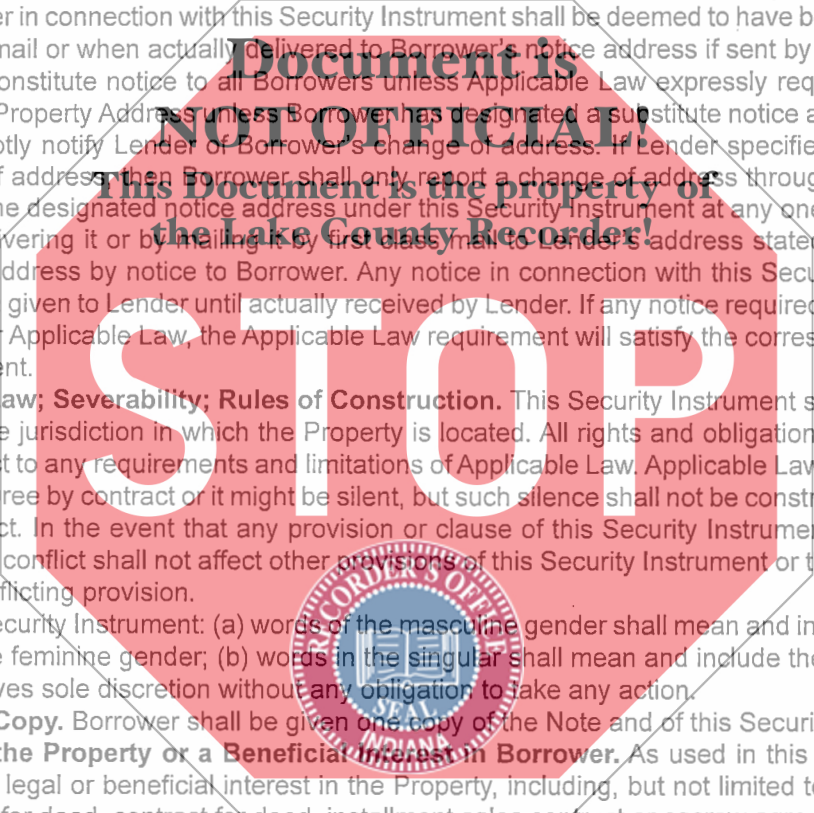 er in connection with this Security Instrument shall be deemed to have b
mail or when actually delivered to Borrower's notice address if sent by
onstitute notice to all Borrowers unless Applicable Law expressly req
Property Address unless Borrower has designated a substitute notice a
ptly notify Lender of Borrower's change of address. If Lender specifie
f address, then Borrower shall only report a change of address throug
ne designated notice address under this Security Instrument at any one
vering it or by mailing it by first class mail to Lender's address stated
ddress by notice to Borrower. Any notice in connection with this Secu
given to Lender until actually received by Lender. If any notice required
Applicable Law, the Applicable Law requirement will satisfy the corres
ent.
aw; Severability; Rules of Construction. This Security Instrument s
e jurisdiction in which the Property is located. All rights and obligation
t to any requirements and limitations of Applicable Law. Applicable Law
ree by contract or it might be silent, but such silence shall not be constr
ct. In the event that any provision or clause of this Security Instrume
conflict shall not affect other provisions of this Security Instrument or t
flicting provision.
ecurity Instrument: (a) words of the masculine gender shall mean and in
e feminine gender; (b) words in the singular shall mean and include the
ves sole discretion without any obligation to take any action.
Copy. Borrower shall be given one copy of the Note and of this Securi
the Property or a Beneficial Interest in Borrower. As used in this
legal or beneficial interest in the Property, including, but not limited to
Document is
NOT OFFICIAL!
This Document is the property of
the Lake County Recorder!
STOP
RECORDER'S OFFICE
SEAL
INDIANA